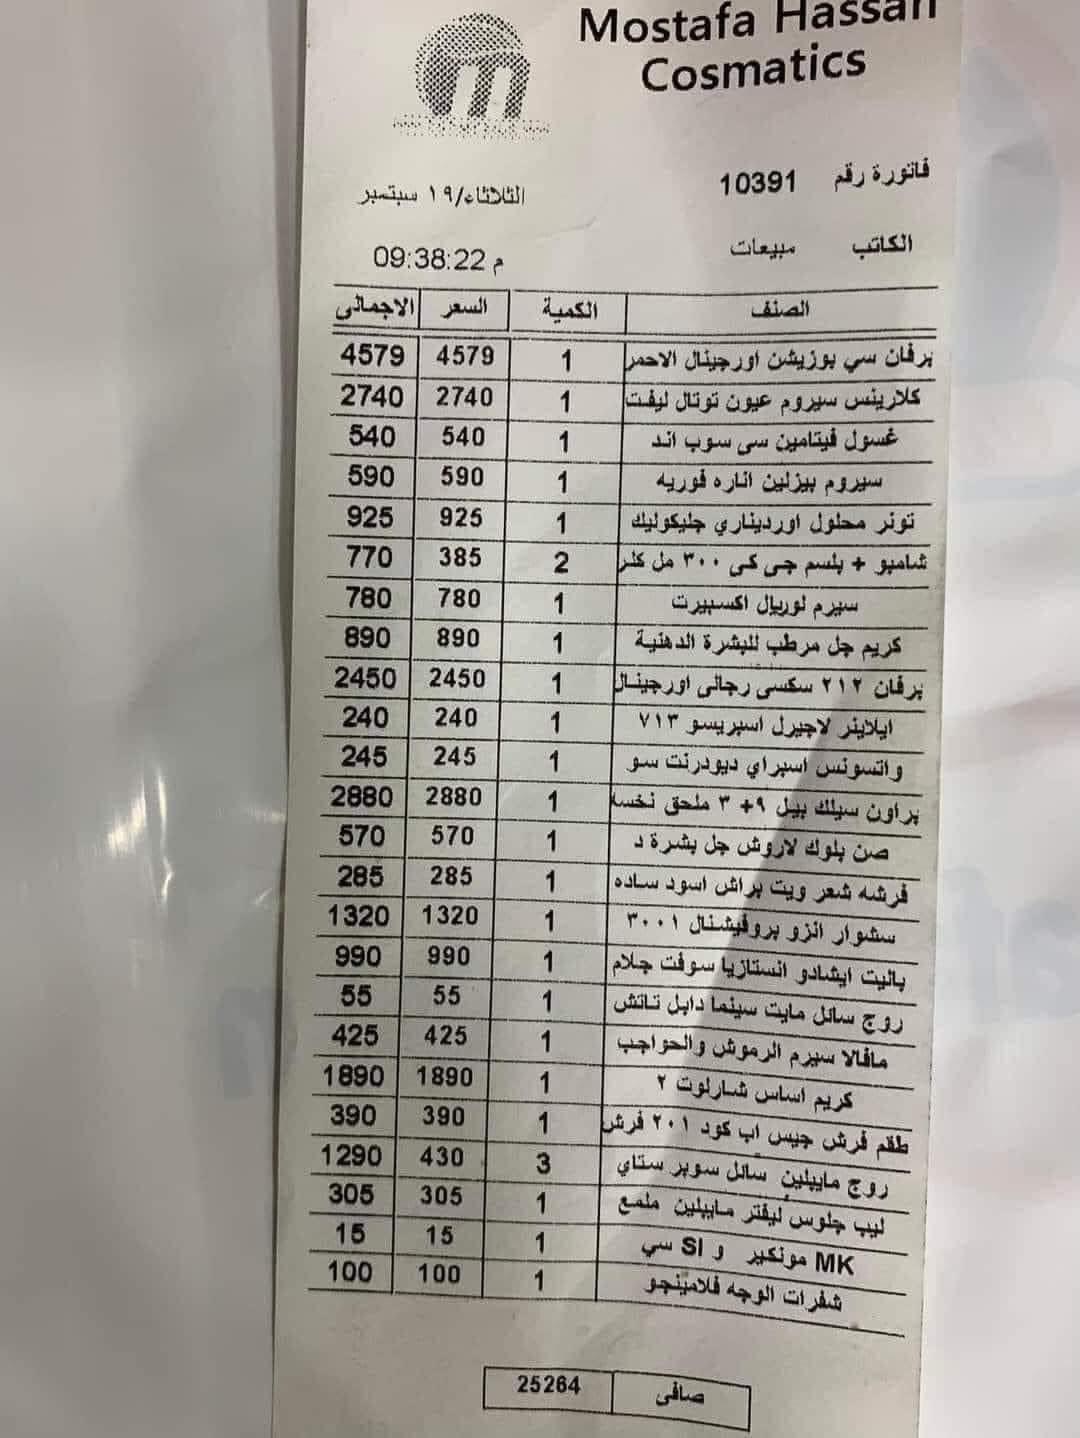 Mostafa Hassan
Cosmatics
فاتورة رقم 10391 الثلاثاء/١٩ سبتمبر
الكاتب مبيعات 09:38:22 م
الصنف الكمية السعر الاجمالى
برفان سي بوزيشن اورجينال الاحمر 1 4579 4579
كلارينس سيروم عيون توتال ليفت 1 2740 2740
غسول فيتامين سى سوب اند 1 540 540
سيروم بيزلين اناره فوريه 1 590 590
تونر محلول اورديناري جليكوليك 1 925 925
شامبو + بلسم جى كى ٣٠٠ مل كلر 2 385 770
سيرم لوريال اكسبيرت 1 780 780
كريم جل مرطب للبشرة الدهنية 1 890 890
برفان ٢١٢ سكسى رجالى اورجينال 1 2450 2450
ايلاينر لاجيرل اسبريسو ٧١٣ 1 240 240
واتسونس اسبراي ديودرنت سو 1 245 245
براون سيلك بيل ٩+ ٣ ملحق نخسه 1 2880 2880
صن بلوك لاروش جل بشرة د 1 570 570
فرشه شعر ويت براش اسود ساده 1 285 285
سشوار انزو بروفيشنال ٣٠٠١ 1 1320 1320
باليت ايشادو انستازيا سوفت جلام 1 990 990
روج سائل مايت سينما دابل تاتش 1 55 55
مافالا سيرم الرموش والحواجب 1 425 425
كريم اساس شارلوت ٢ 1 1890 1890
طقم فرش جيس اب كود ٢٠١ فرش 1 390 390
روج مايبلين سائل سوبر ستاي 3 430 1290
ليب جلوس ليفتر مايبلين ملمع 1 305 305
MK مونكير و SI سي 1 15 15
شفرات الوجه فلامينجو 1 100 100
صافى 25264